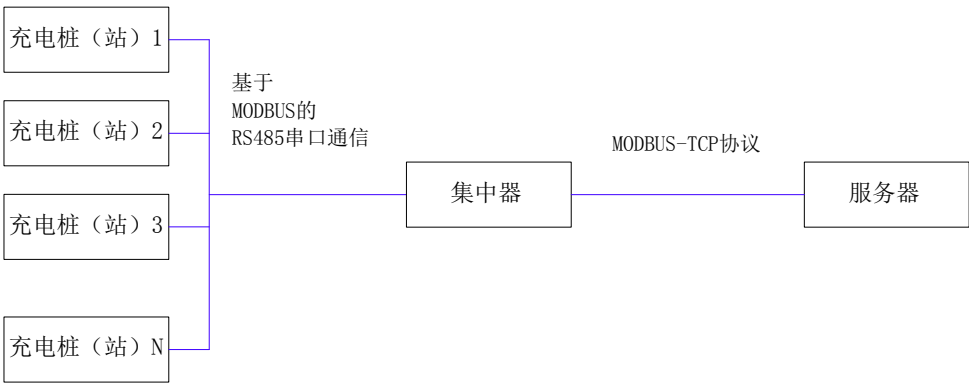 充电桩（站）1
充电桩（站）2
充电桩（站）3
充电桩（站）N
基于
MODBUS的
RS485串口通信
集中器
MODBUS-TCP协议
服务器